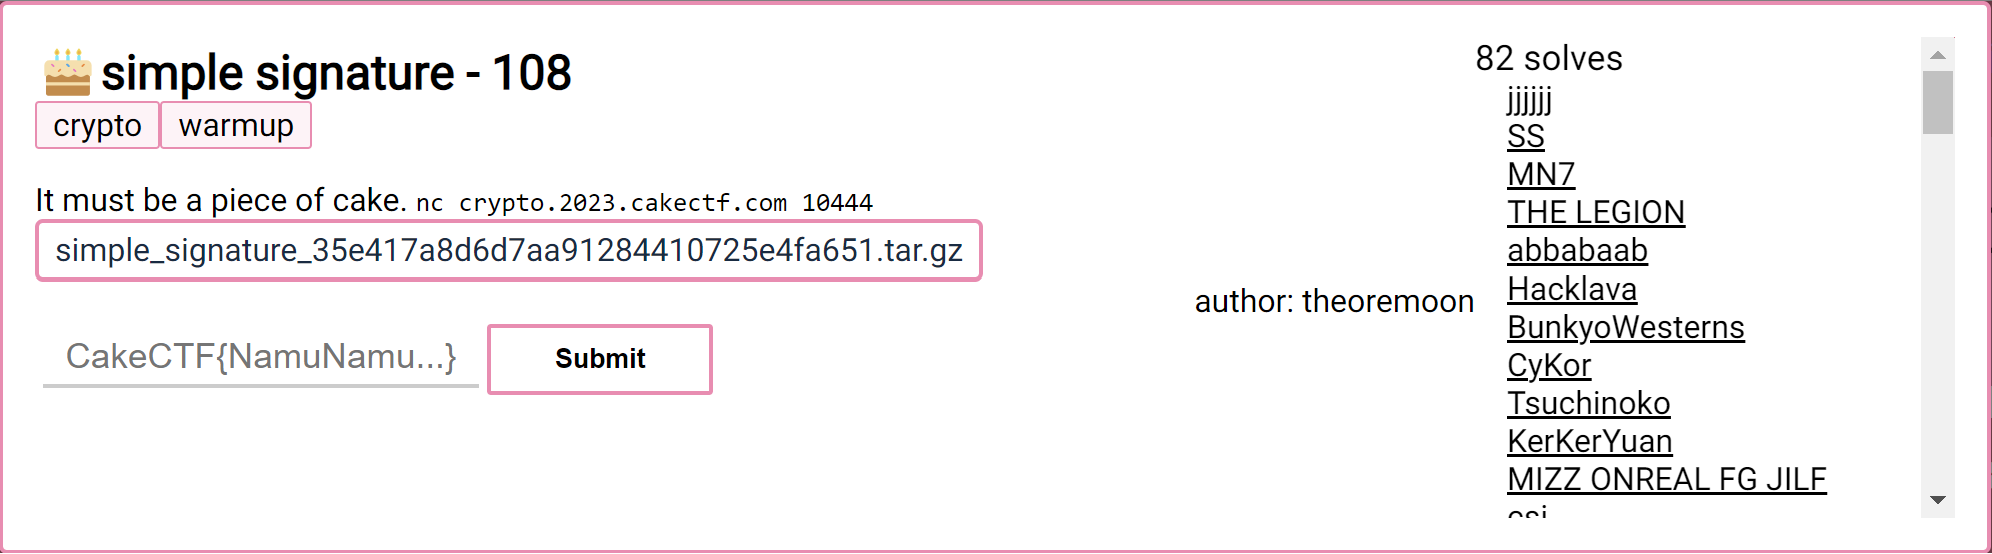 simple signature - 108
crypto warmup
It must be a piece of cake. nc crypto.2023.cakectf.com 10444
simple_signature_35e417a8d6d7aa91284410725e4fa651.tar.gz
CakeCTF{NamuNamu...}
Submit
author: theoremoon
82 solves
jjjjjj
SS
MN7
THE LEGION
abbabaab
Hacklava
BunkyoWesterns
CyKor
Tsuchinoko
KerKerYuan
MIZZ ONREAL FG JILF